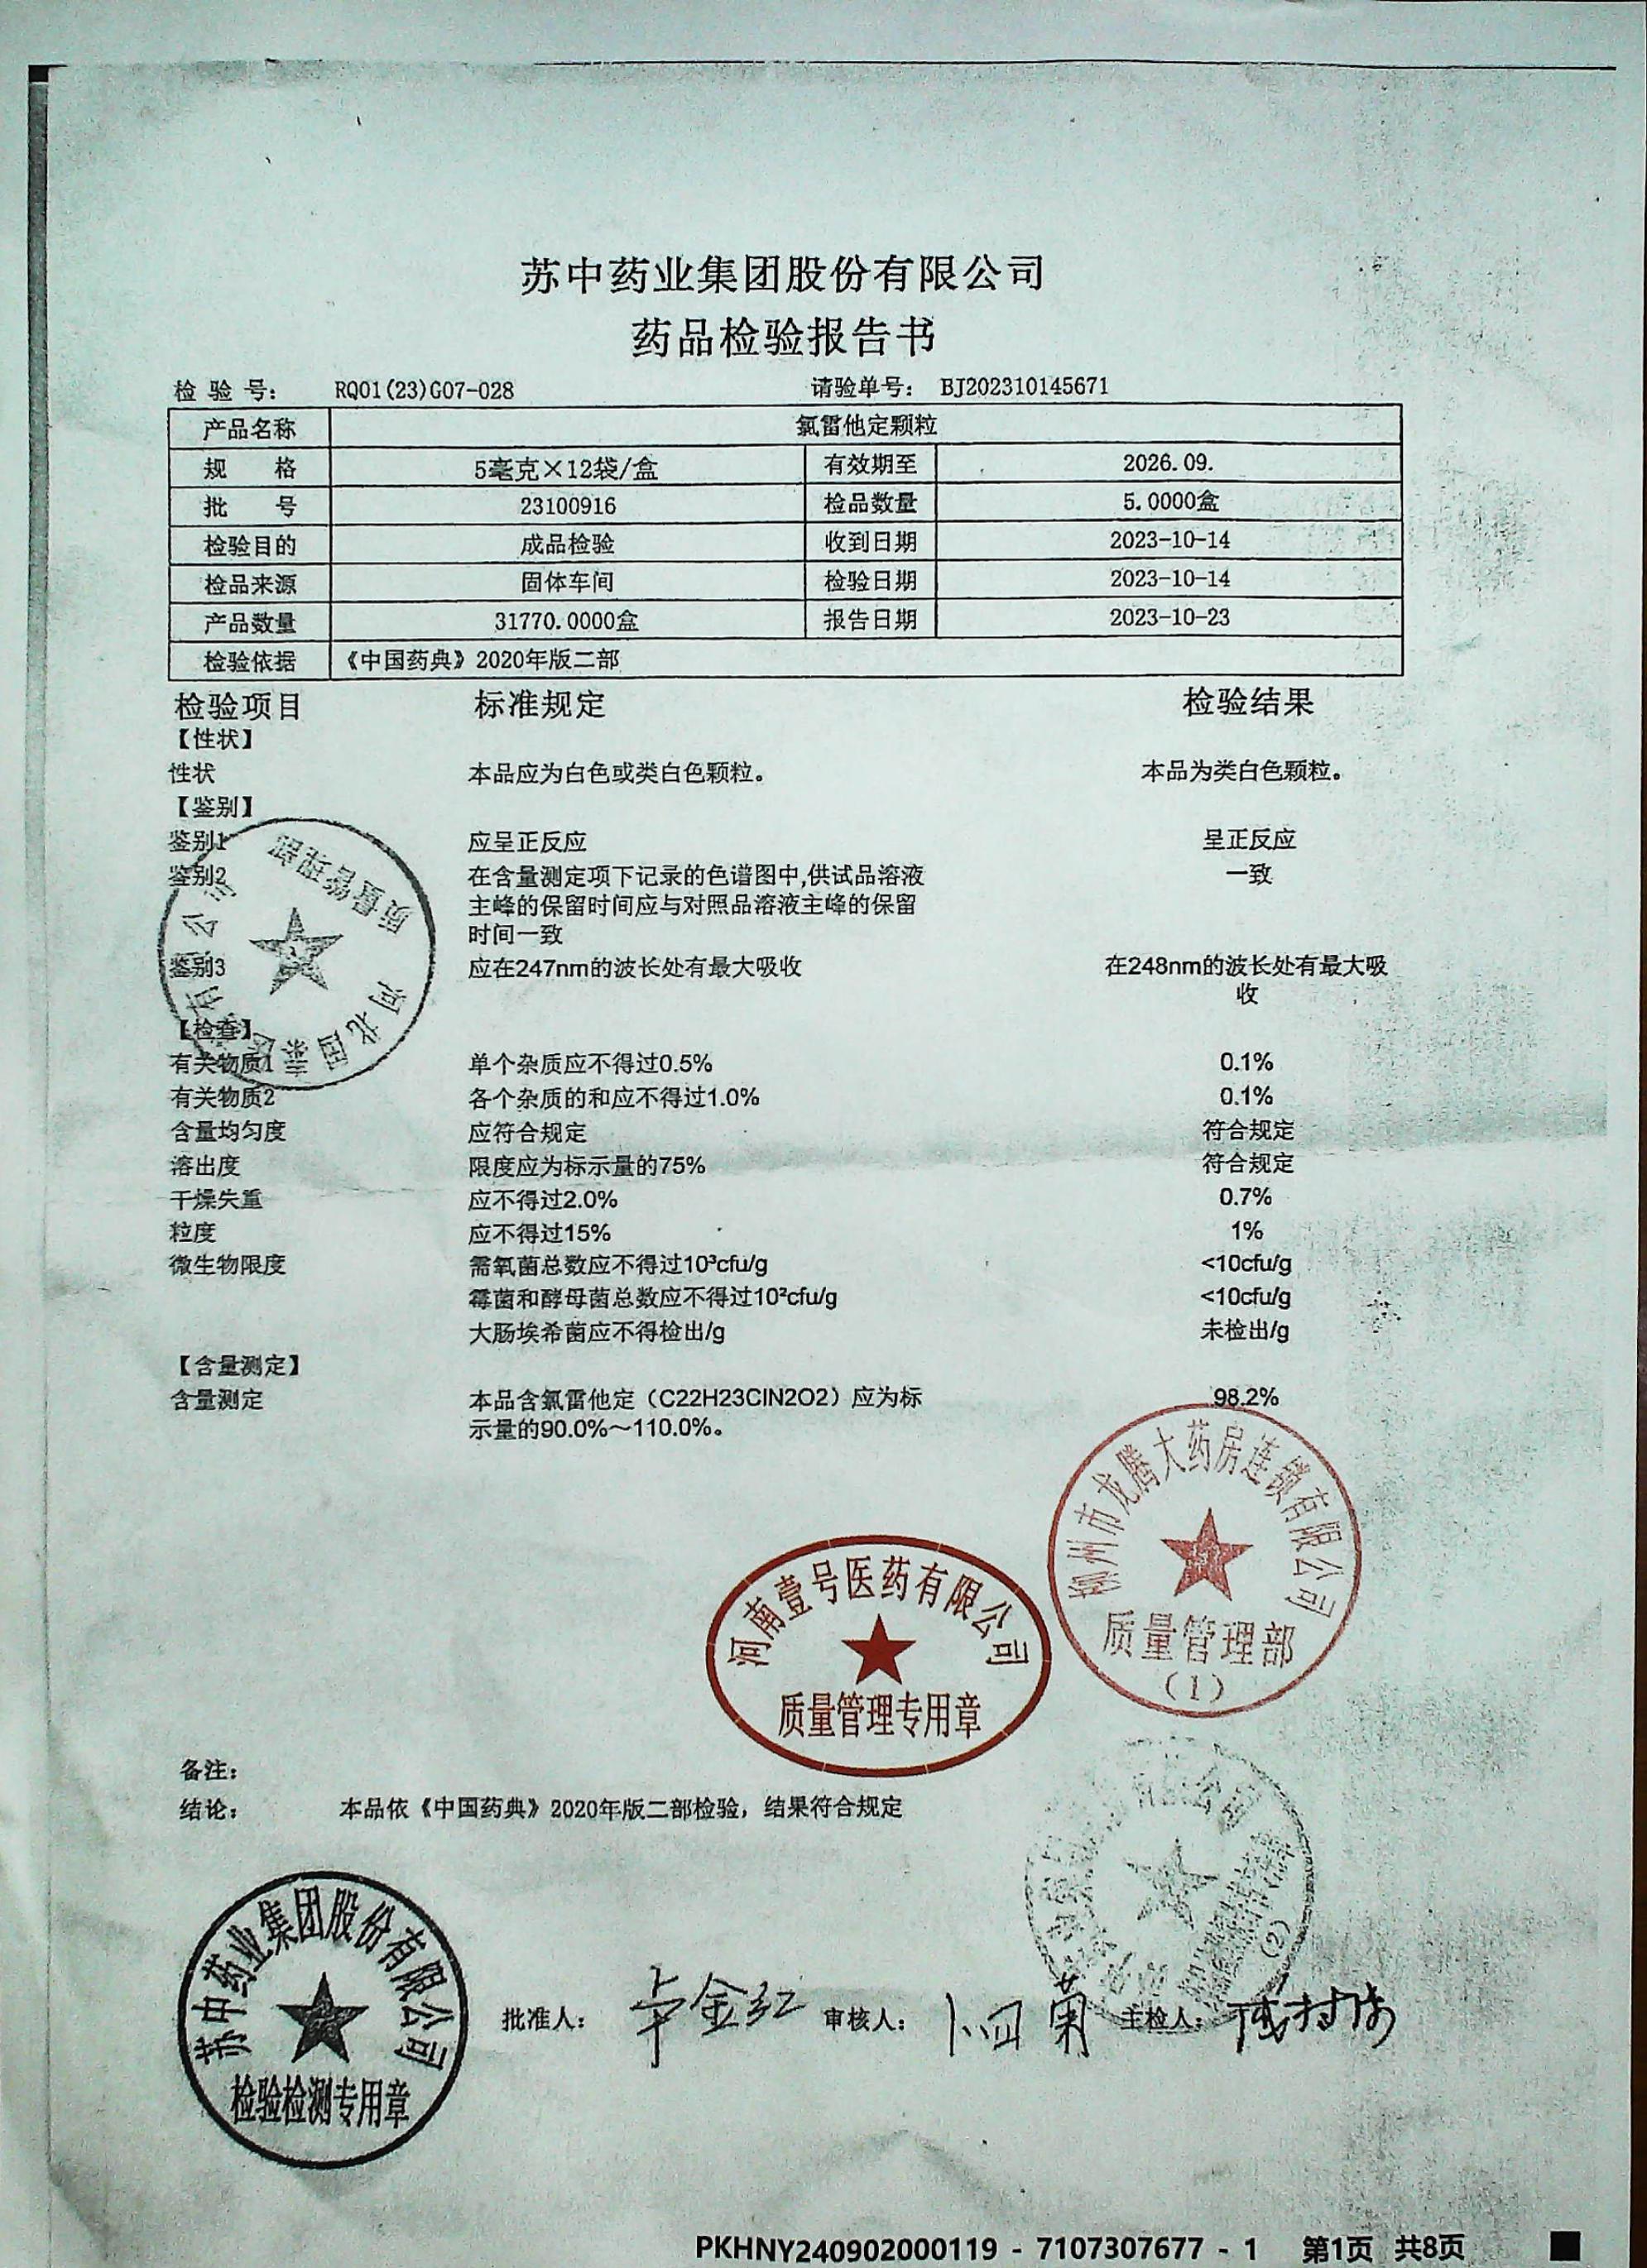 苏中药业集团股份有限公司
药品检验报告书
检 验 号： RQ01(23)G07-028 请验单号： BJ202310145671
产品名称 氯雷他定颗粒
规 格 5毫克×12袋/盒 有效期至 2026.09.
批 号 23100916 检品数量 5.0000盒
检验目的 成品检验 收到日期 2023-10-14
检品来源 固体车间 检验日期 2023-10-14
产品数量 31770.0000盒 报告日期 2023-10-23
检验依据 《中国药典》2020年版二部
检验项目 标准规定 检验结果
【性状】
性状 本品应为白色或类白色颗粒。 本品为类白色颗粒。
【鉴别】
鉴别1 应呈正反应 呈正反应
鉴别2 在含量测定项下记录的色谱图中,供试品溶液 一致
主峰的保留时间应与对照品溶液主峰的保留
时间一致
鉴别3 应在247nm的波长处有最大吸收 在248nm的波长处有最大吸
收
【检查】
有关物质1 单个杂质应不得过0.5% 0.1%
有关物质2 各个杂质的和应不得过1.0% 0.1%
含量均匀度 应符合规定 符合规定
溶出度 限度应为标示量的75% 符合规定
干燥失重 应不得过2.0% 0.7%
粒度 应不得过15% 1%
微生物限度 需氧菌总数应不得过10³cfu/g <10cfu/g
霉菌和酵母菌总数应不得过10²cfu/g <10cfu/g
大肠埃希菌应不得检出/g 未检出/g
【含量测定】
含量测定 本品含氯雷他定（C22H23ClN2O2）应为标 98.2%
示量的90.0%～110.0%。
柳州市龙腾大药房连锁有限公司
质量管理部
(1)
河南壹号医药有限公司
质量管理专用章
备注：
结论： 本品依《中国药典》2020年版二部检验，结果符合规定
(2)
苏中药业集团股份有限公司
检验检测专用章
批准人： 卢金红 审核人： 卜四菊 主检人：
PKHNY240902000119 - 7107307677 - 1 第1页 共8页